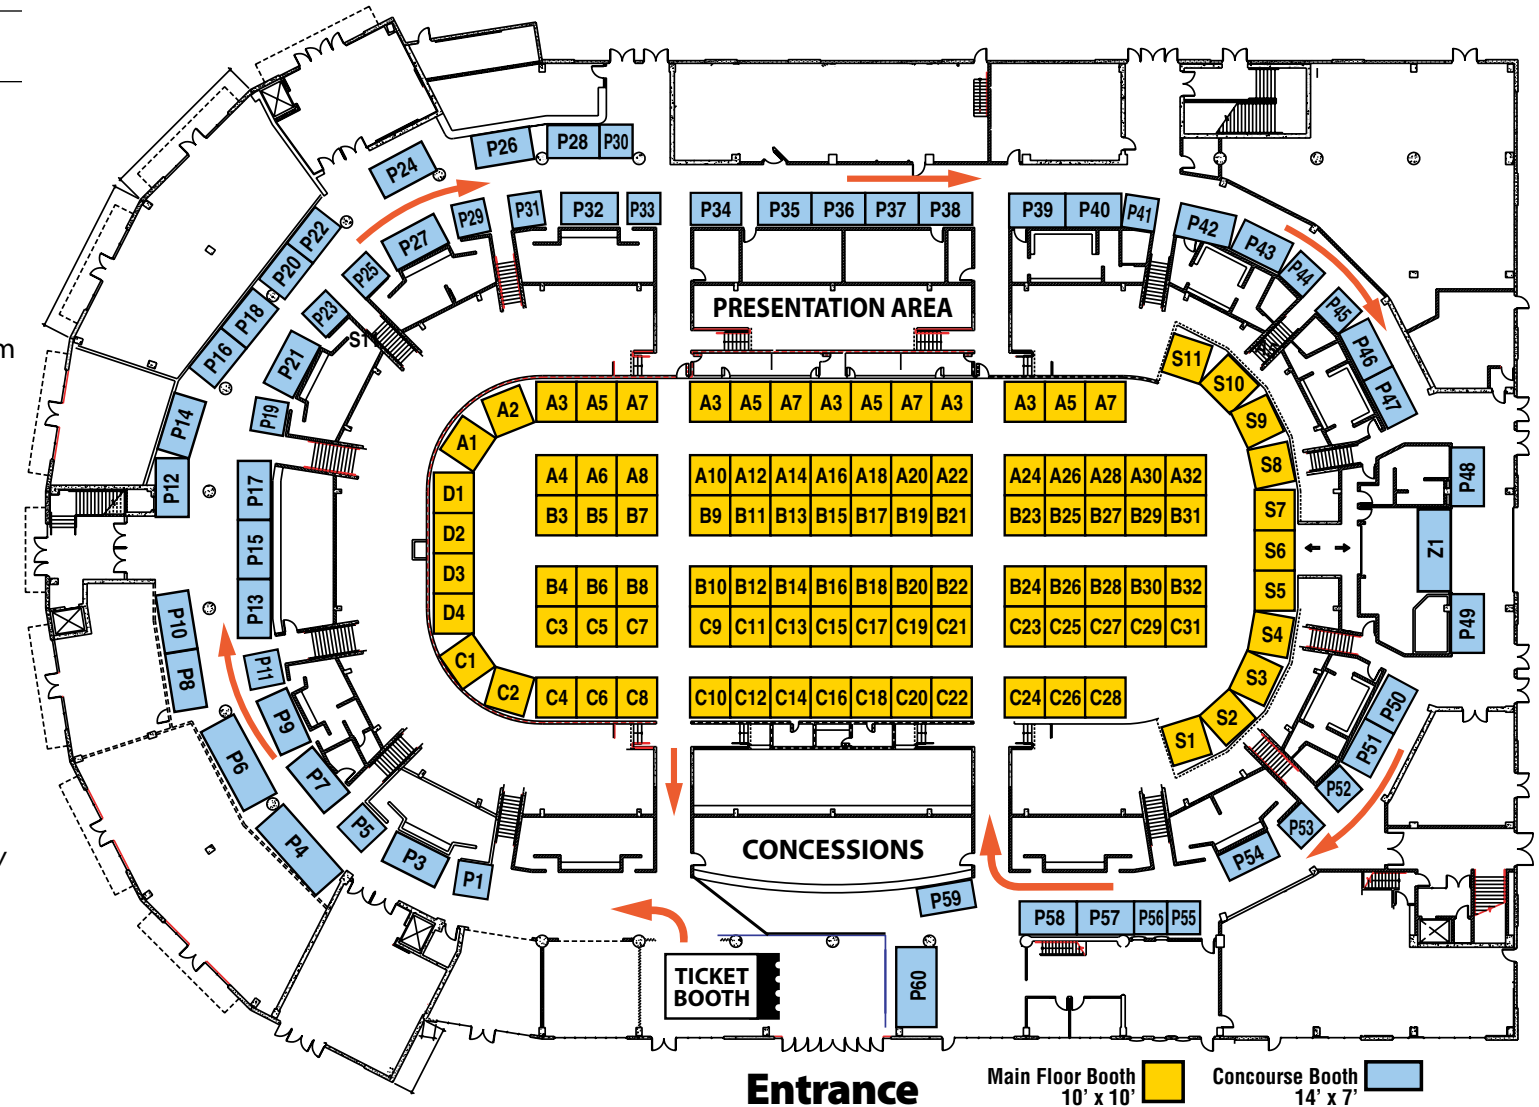 P28 P30
P26
P24
P29 P31 P32 P33 P34 P35 P36 P37 P38 P39 P40 P41
P42 P43 P44
P22
P27
P20
P25
P18
P23
P16
P21
P45
P46
P47
PRESENTATION AREA
S1
m
P19
P14
P12
P17
P15
P13
P10
P8
P11
P9
P6
P7
P4
P5
P3
P1
S11
S10
S9
S8
S7
S6
S5
S4
S3
S2
S1
A1 A2 A3 A5 A7 A3 A5 A7 A3 A5 A7 A3 A3 A5 A7
D1
D2
D3
D4
A4 A6 A8 A10 A12 A14 A16 A18 A20 A22 A24 A26 A28 A30 A32
B3 B5 B7 B9 B11 B13 B15 B17 B19 B21 B23 B25 B27 B29 B31
B4 B6 B8 B10 B12 B14 B16 B18 B20 B22 B24 B26 B28 B30 B32
C3 C5 C7 C9 C11 C13 C15 C17 C19 C21 C23 C25 C27 C29 C31
C1 C2 C4 C6 C8 C10 C12 C14 C16 C18 C20 C22 C24 C26 C28
P48
Z1
P49
P50
P51
P52
P53
P54
y
CONCESSIONS
P59
P58 P57 P56 P55
P60
TICKET
BOOTH
Entrance
Main Floor Booth
10' x 10'
Concourse Booth
14' x 7'